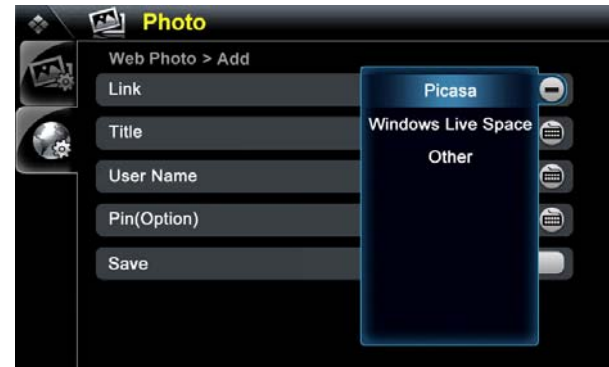 Photo
Web Photo > Add
Link
Picasa
Title
Windows Live Space
Other
User Name
Pin(Option)
Save